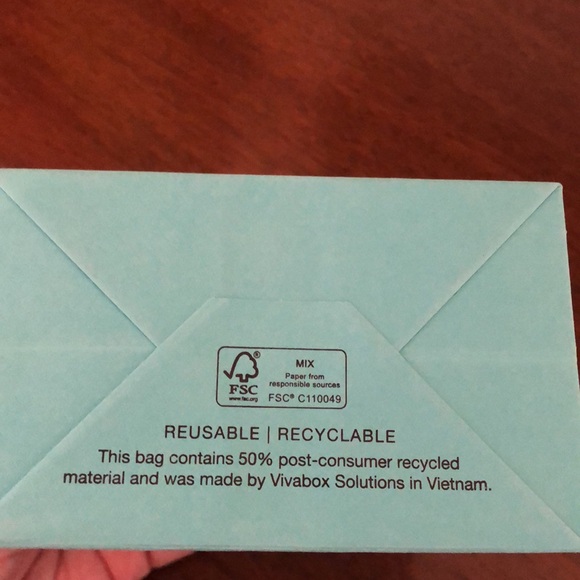 FSC®
www.fsc.org
MIX
Paper from
responsible sources
FSC® C110049
REUSABLE | RECYCLABLE
This bag contains 50% post-consumer recycled
material and was made by Vivabox Solutions in Vietnam.